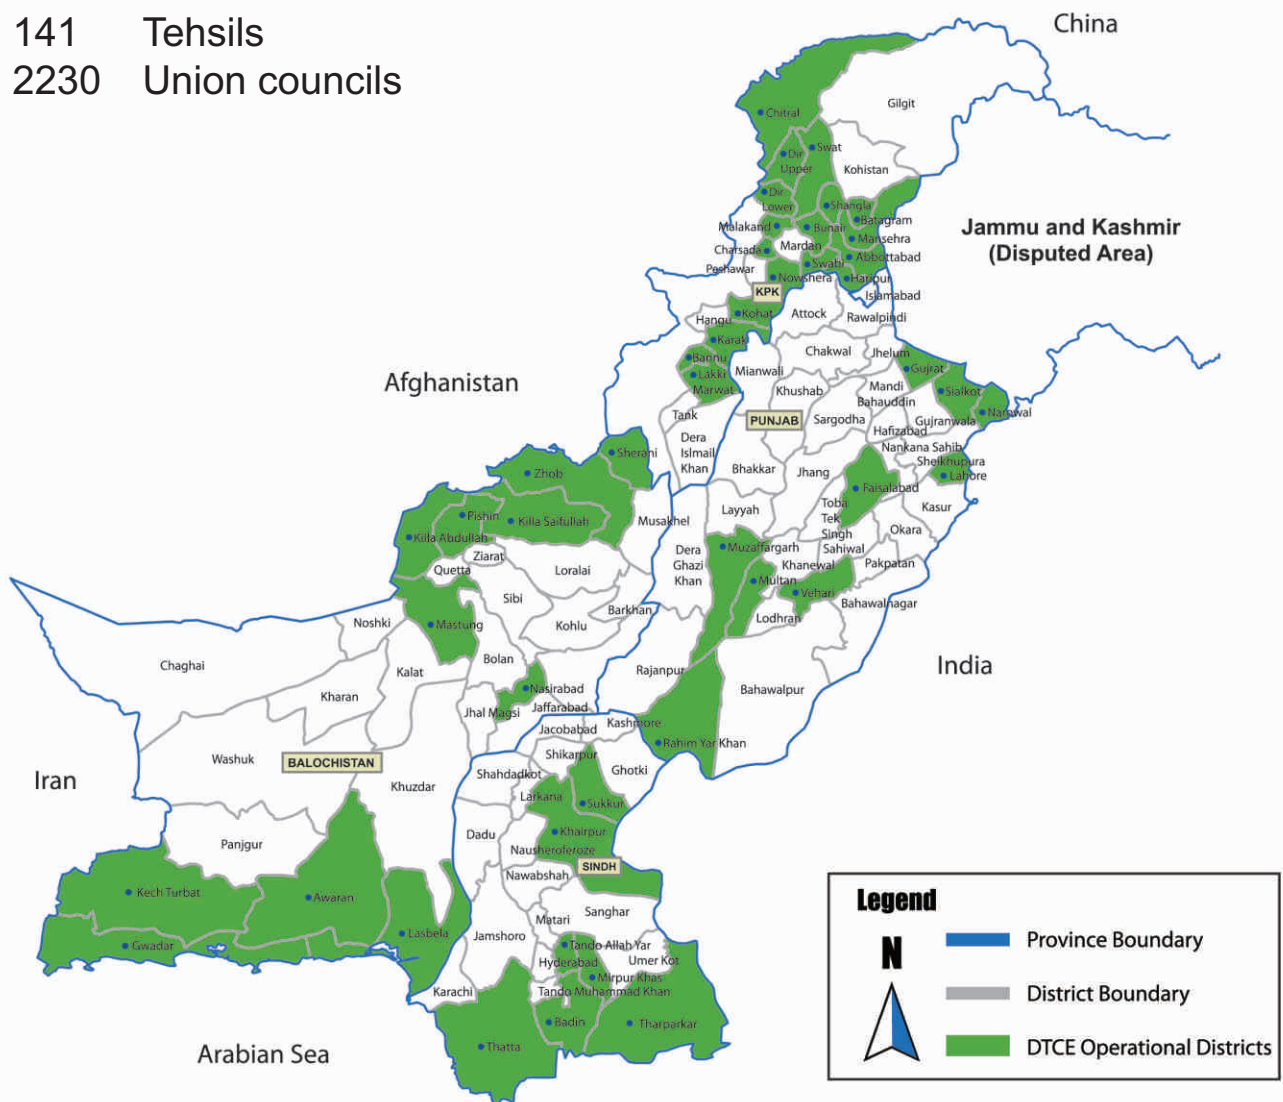 141 Tehsils
2230 Union councils
China
Gilgit
Chitral
Swat
Dir
Upper
Kohistan
Dir
Lower
Shangla
Batagram
Malakand
Bunair
Mansehra
Jammu and Kashmir
(Disputed Area)
Charsada
Mardan
Abbottabad
Peshawar
Swabi
Nowshera
Haripur
KPK
Islamabad
Hangu
Kohat
Attock
Rawalpindi
Karak
Bannu
Chakwal
Jhelum
Lakki
Marwat
Mianwali
Gujrat
Afghanistan
Khushab
Mandi
Bahauddin
Sialkot
Tank
PUNJAB
Sargodha
Gujranwala
Narowal
Hafizabad
Dera
Islmail
Khan
Nankana Sahib
Sheikhupura
Sherani
Zhob
Bhakkar
Jhang
Lahore
Faisalabad
Pishin
Killa Saifullah
Musakhel
Layyah
Toba
Tek
Singh
Kasur
Okara
Killa Abdullah
Muzaffargarh
Sahiwal
Ziarat
Dera
Ghazi
Khan
Khanewal
Pakpatan
Quetta
Loralai
Multan
Vehari
Sibi
Barkhan
Bahawalnagar
Noshki
Mastung
Kohlu
Lodhran
Chaghai
Kalat
Bolan
Rajanpur
India
Kharan
Nasirabad
Bahawalpur
Jhal Magsi
Jaffarabad
Kashmore
Jacobabad
Rahim Yar Khan
Washuk
BALOCHISTAN
Shikarpur
Iran
Shahdadkot
Ghotki
Khuzdar
Larkana
Sukkur
Panjgur
Dadu
Khairpur
Nausheroferoze
SINDH
Nawabshah
Kech Turbat
Awaran
Sanghar
Matari
Lasbela
Jamshoro
Gwadar
Tando Allah Yar
Hyderabad
Umer Kot
Mirpur Khas
Karachi
Tando Muhammad Khan
Badin
Tharparkar
Thatta
Arabian Sea
Legend
N
Province Boundary
District Boundary
DTCE Operational Districts